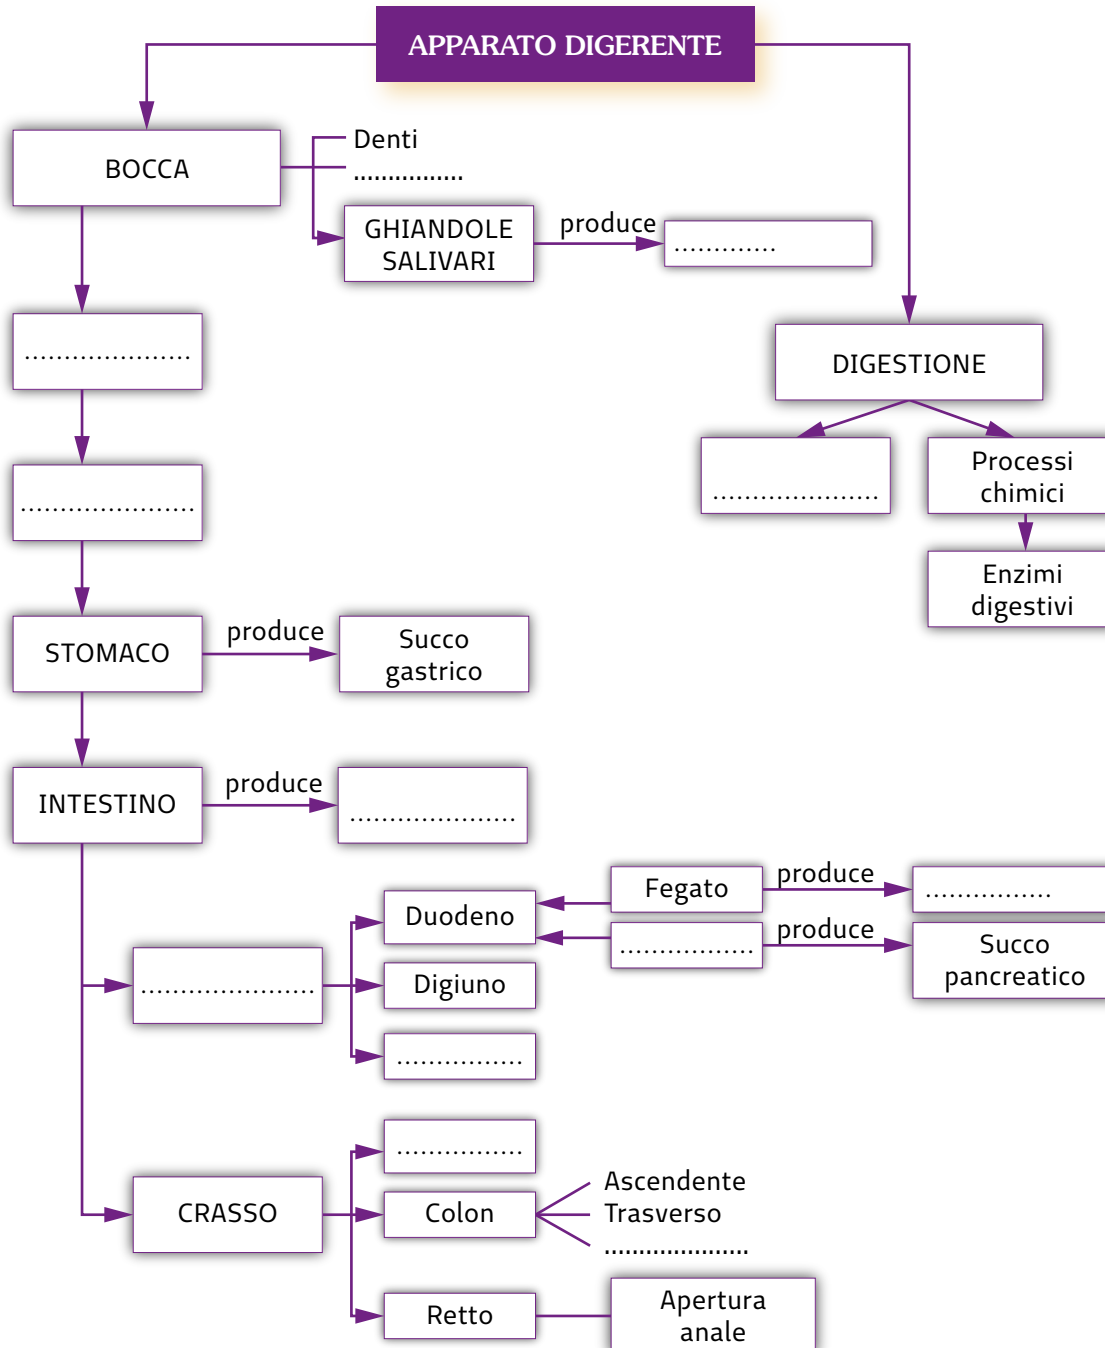 APPARATO DIGERENTE
BOCCA
Denti
................
GHIANDOLE
SALIVARI
produce
.............
.....................
DIGESTIONE
.....................
Processi
chimici
......................
Enzimi
digestivi
STOMACO
produce
Succo
gastrico
INTESTINO
produce
.....................
Duodeno
Fegato
produce
................
.................
produce
Succo
pancreatico
......................
Digiuno
................
................
CRASSO
Colon
Ascendente
Trasverso
.....................
Retto
Apertura
anale